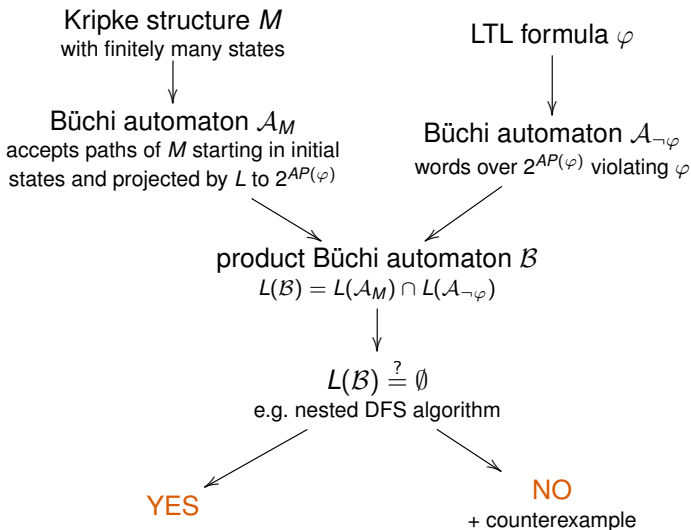 Kripke structure M
with finitely many states
LTL formula φ
Büchi automaton 𝒜_M
accepts paths of M starting in initial
states and projected by L to 2^{AP(φ)}
Büchi automaton 𝒜_{¬φ}
words over 2^{AP(φ)} violating φ
product Büchi automaton ℬ
L(ℬ) = L(𝒜_M) ∩ L(𝒜_{¬φ})
L(ℬ) ≟ ∅
e.g. nested DFS algorithm
YES
NO
+ counterexample